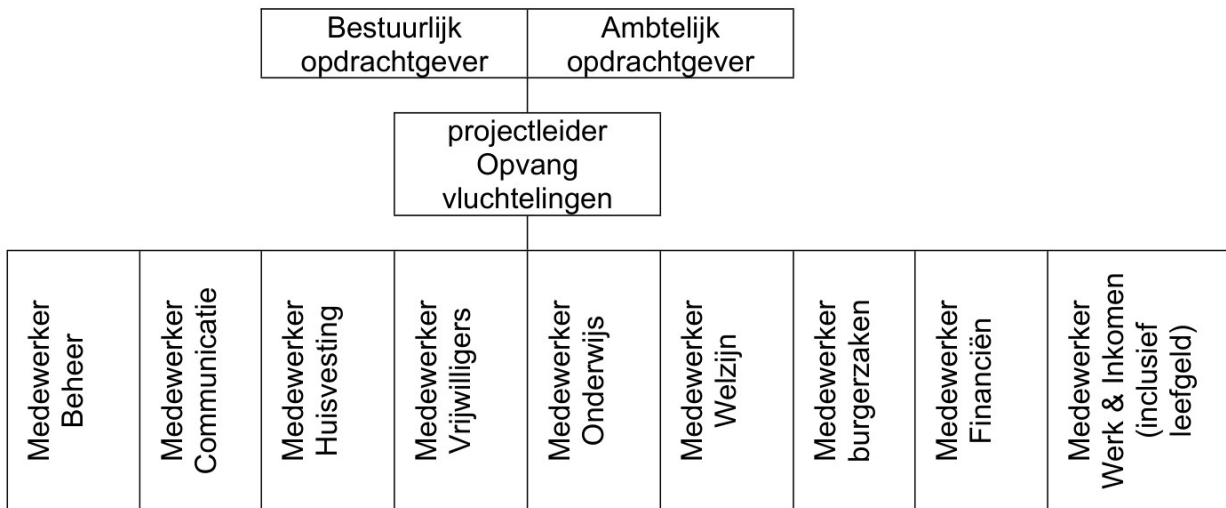 Bestuurlijk
opdrachtgever
Ambtelijk
opdrachtgever
projectleider
Opvang
vluchtelingen
Medewerker
Beheer
Medewerker
Communicatie
Medewerker
Huisvesting
Medewerker
Vrijwilligers
Medewerker
Onderwijs
Medewerker
Welzijn
Medewerker
burgerzaken
Medewerker
Financiën
Medewerker
Werk & Inkomen
(inclusief
leefgeld)